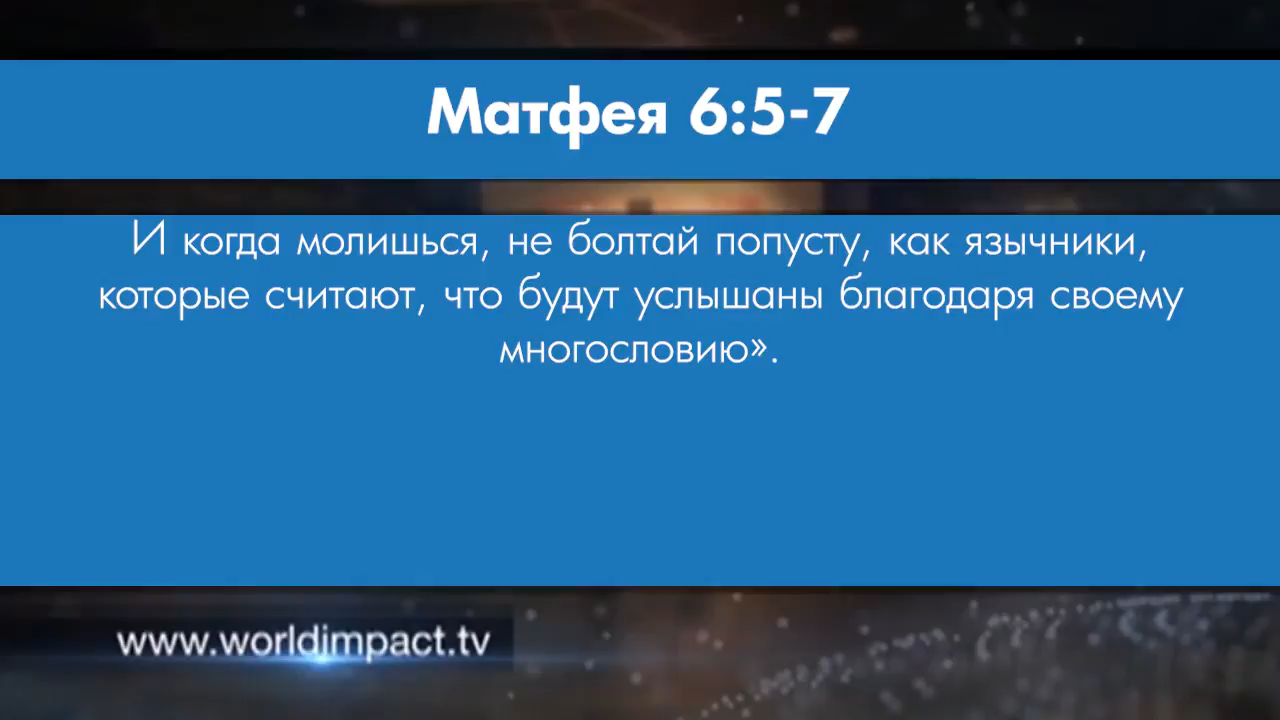 Матфея 6:5-7
И когда молишься, не болтай попусту, как язычники,
которые считают, что будут услышаны благодаря своему
многословию».
www.worldimpact.tv